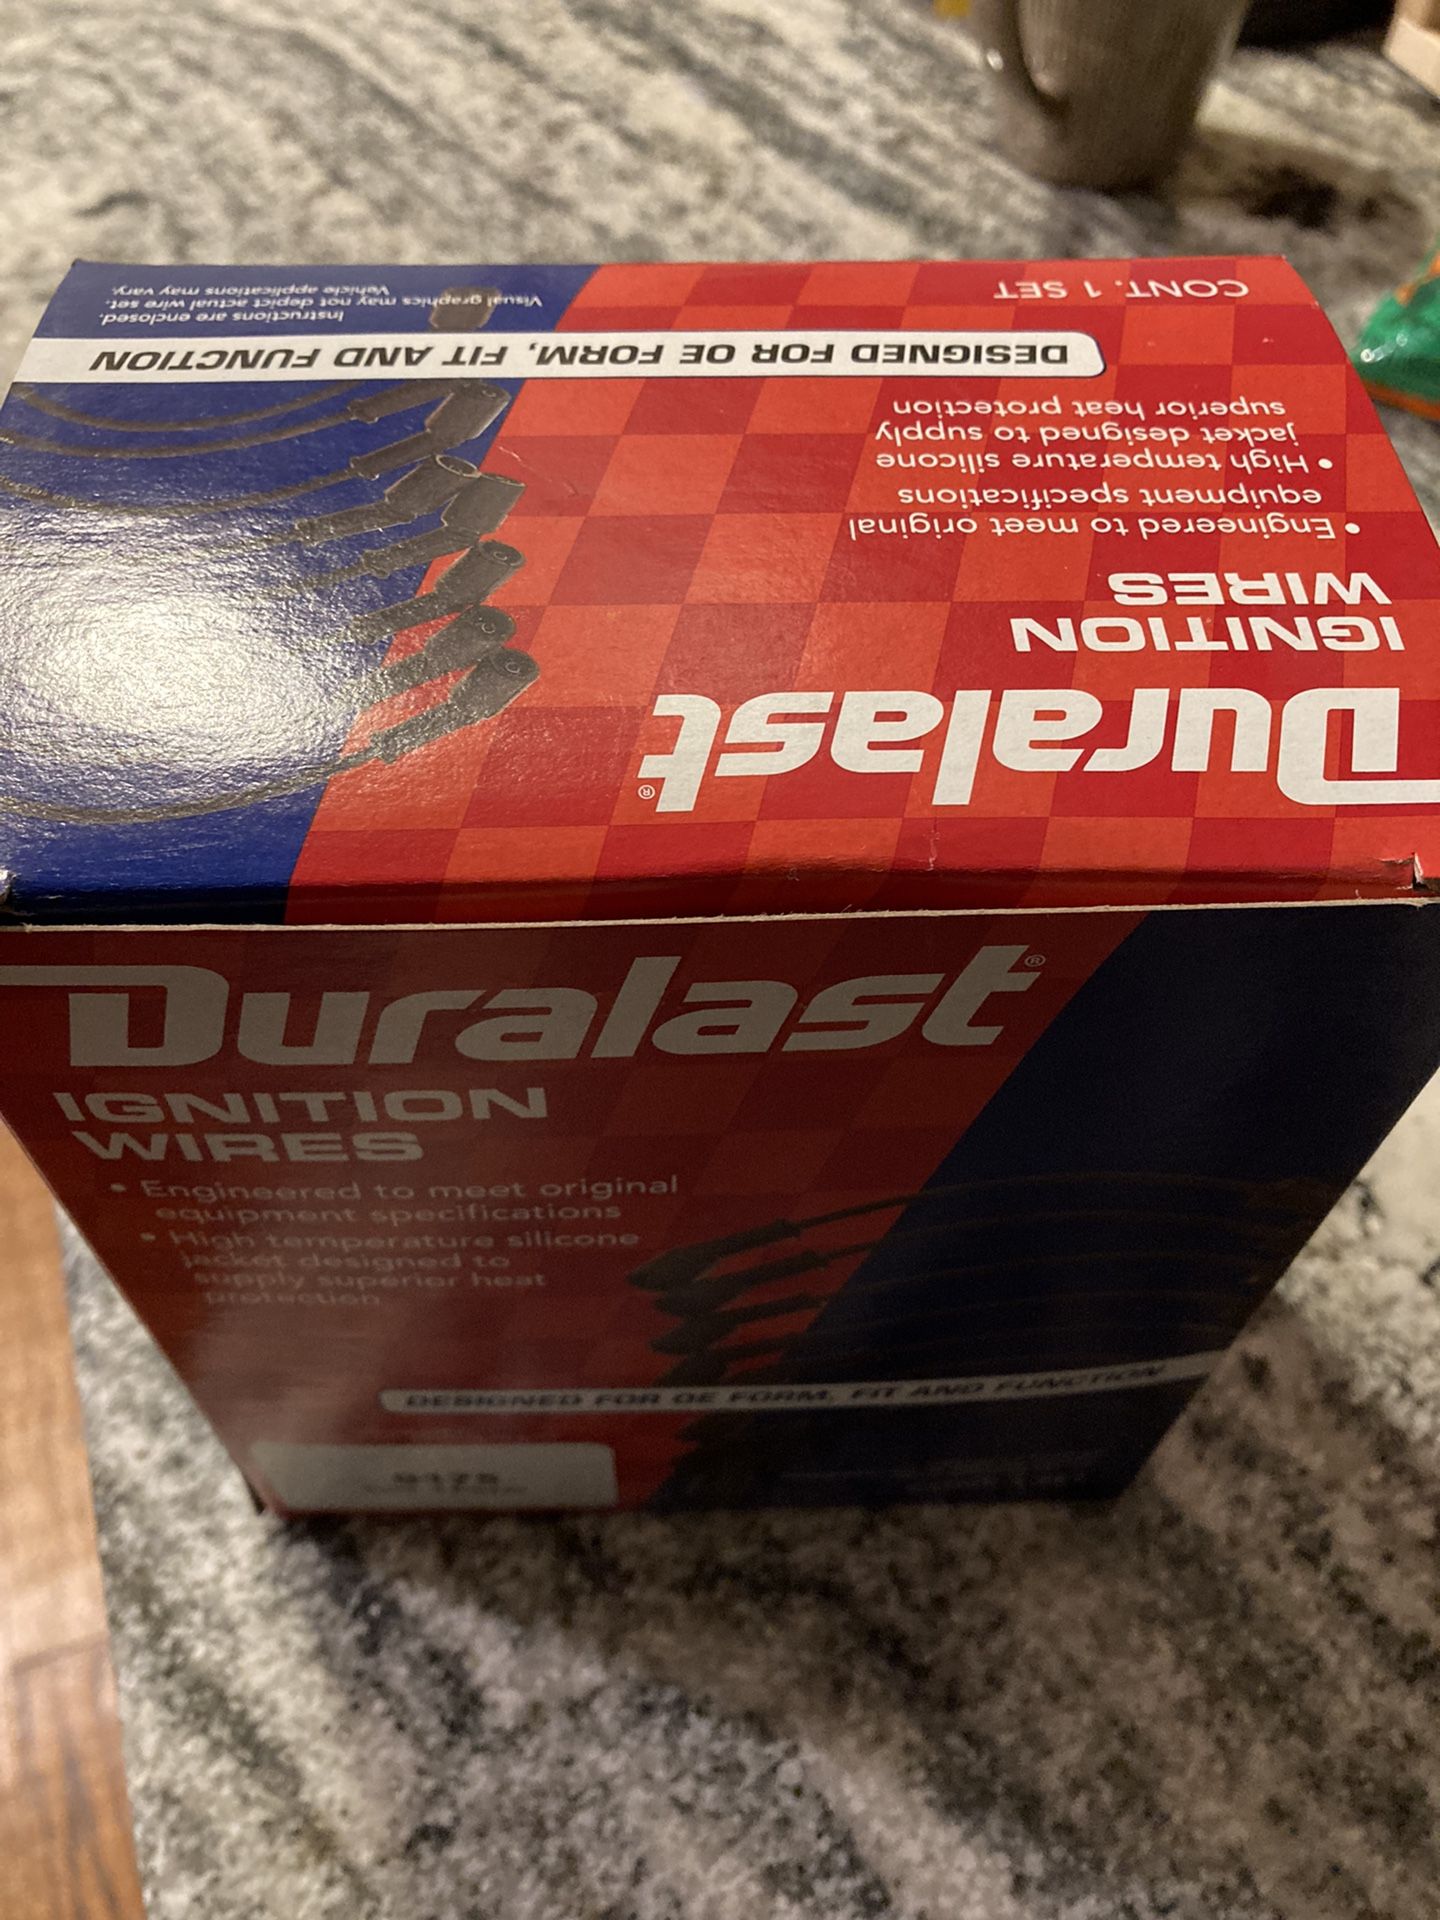 Duralast®
IGNITION
WIRES
• Engineered to meet original
equipment specifications
• High temperature silicone
jacket designed to supply
superior heat protection
DESIGNED FOR OE FORM, FIT AND FUNCTION
CONT. 1 SET
Instructions are enclosed.
Visual graphics may not depict actual wire set.
Vehicle applications may vary.
Duralast®
IGNITION
WIRES
• Engineered to meet original
equipment specifications
• High temperature silicone
jacket designed to
supply superior heat
protection
DESIGNED FOR OE FORM, FIT AND FUNCTION